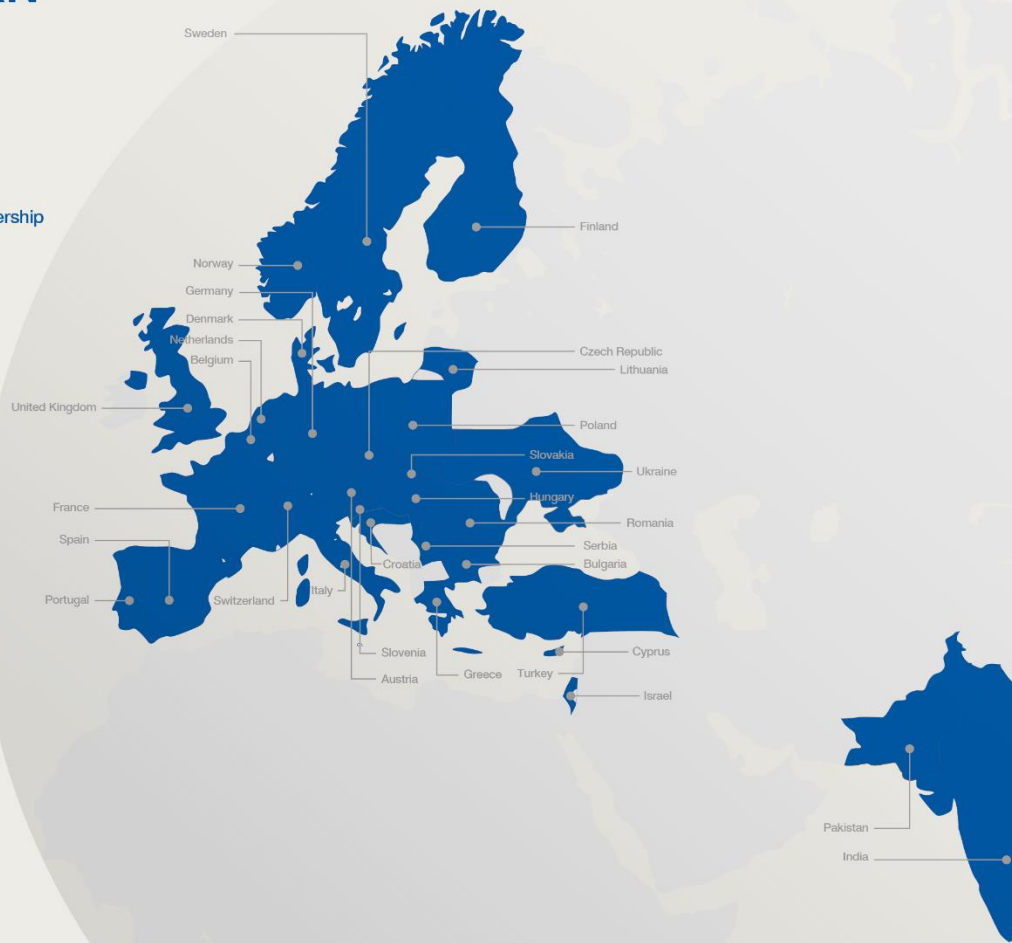 Sweden
ership
Finland
Norway
Germany
Denmark
Netherlands
Belgium
Czech Republic
Lithuania
United Kingdom
Poland
Slovakia
Ukraine
Hungary
France
Romania
Spain
Serbia
Croatia
Bulgaria
Italy
Portugal
Switzerland
Slovenia
Cyprus
Greece
Turkey
Austria
Israel
Pakistan
India